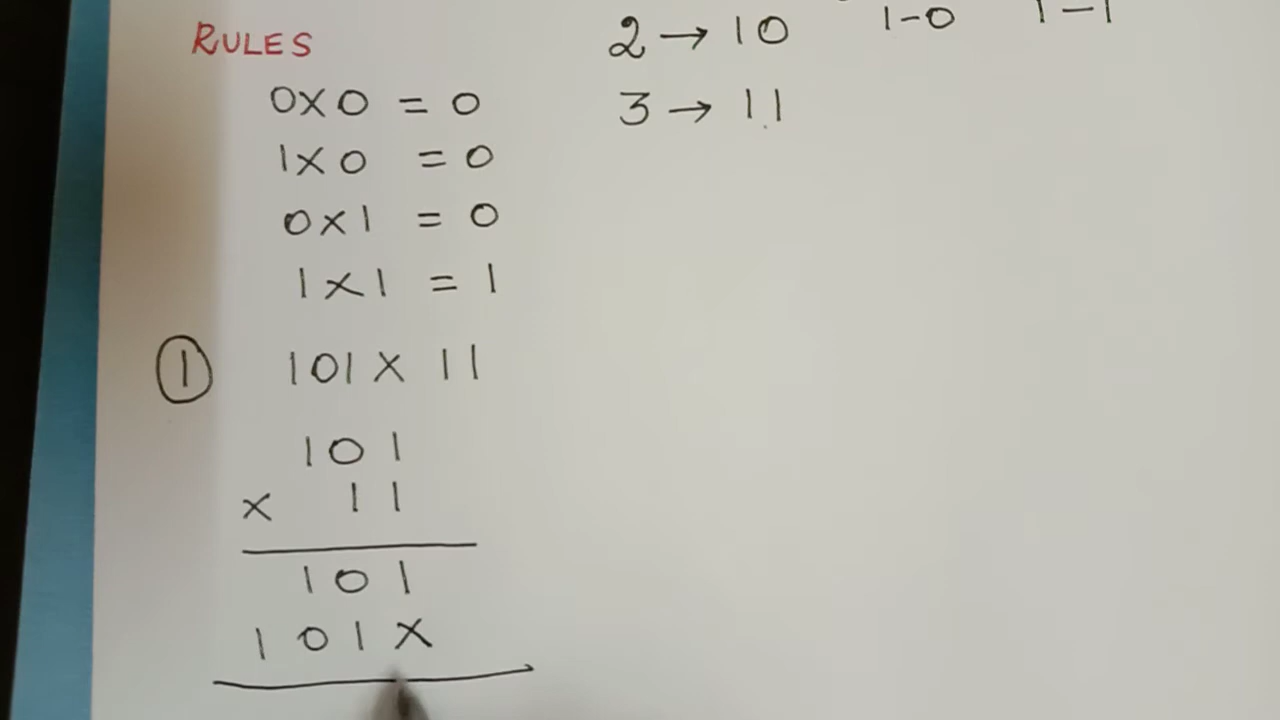 RULES
0 x 0 = 0
1 x 0 = 0
0 x 1 = 0
1 x 1 = 1
2 → 10
1-0
1-1
3 → 11
① 101 x 11
101
x 11
101
101x